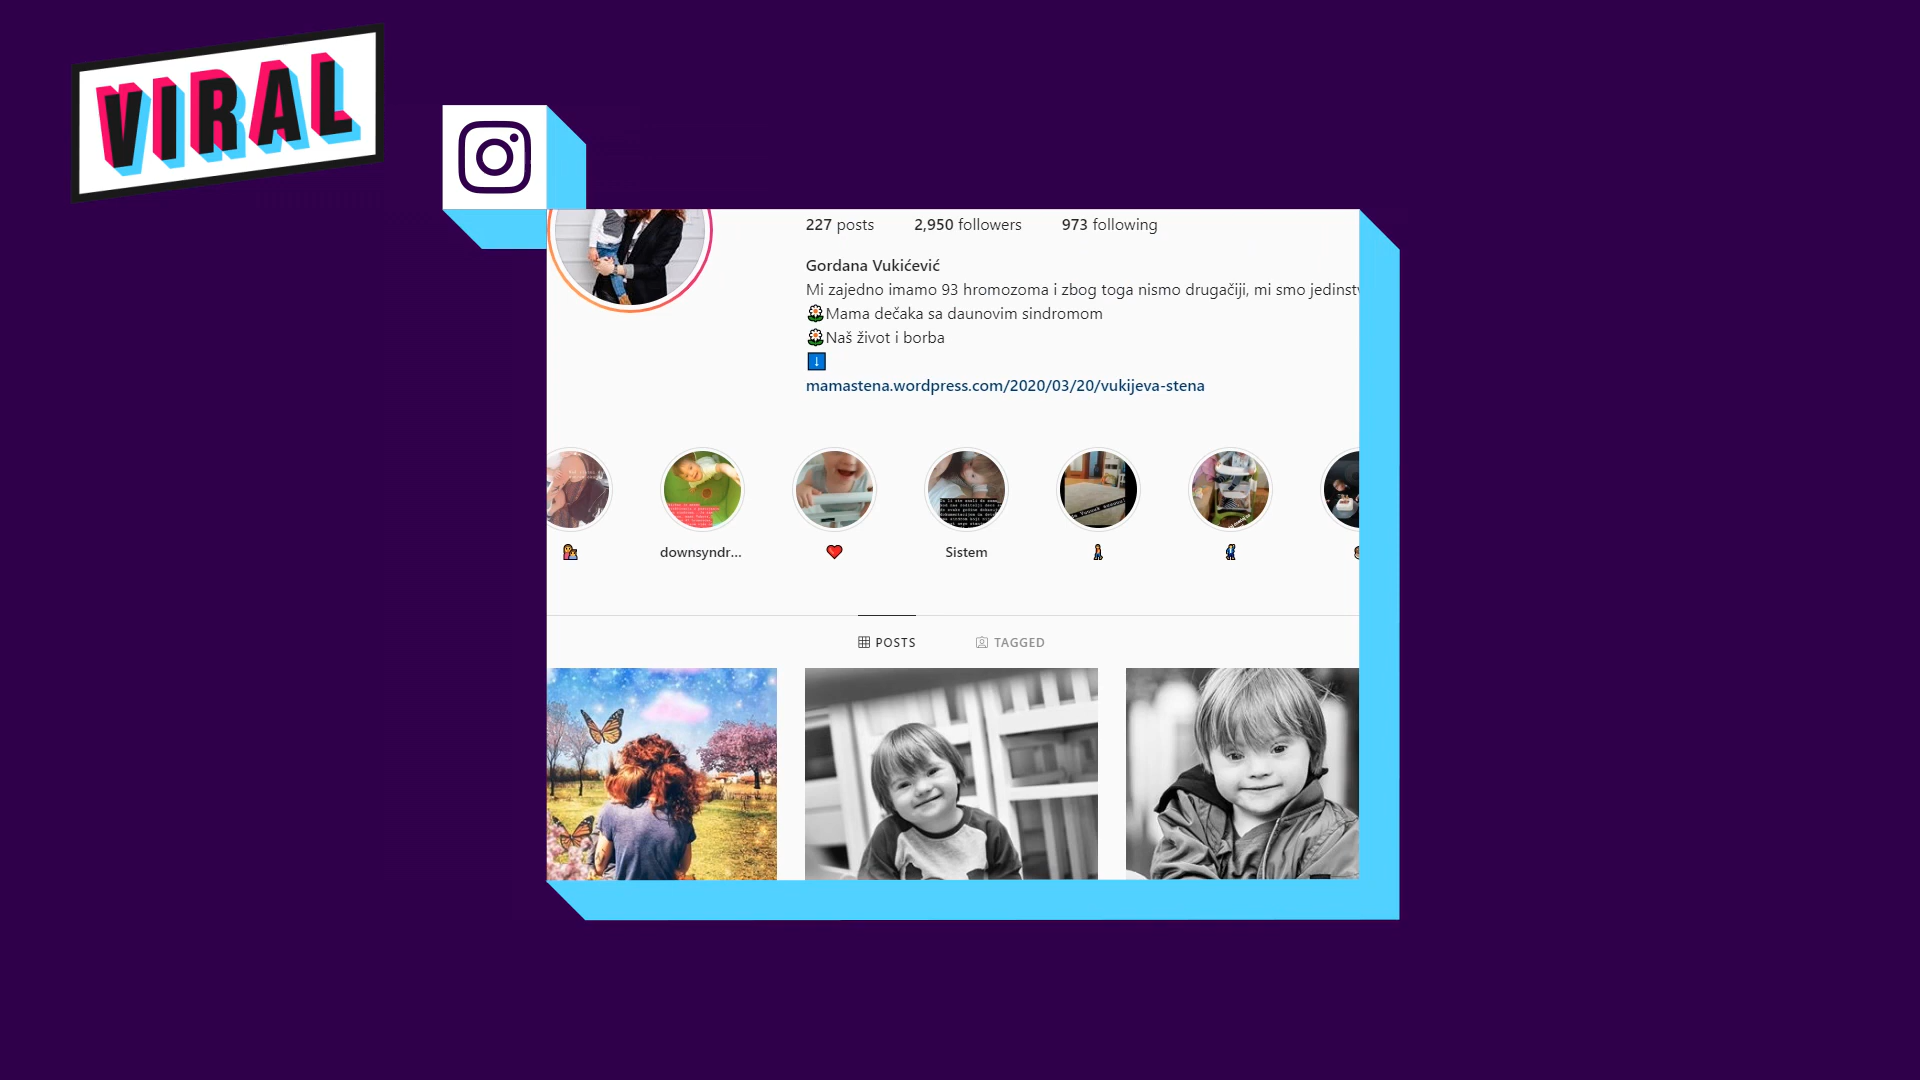 VIRAL
227 posts 2,950 followers 973 following
Gordana Vukićević
Mi zajedno imamo 93 hromozoma i zbog toga nismo drugačiji, mi smo
Mama dečaka sa daunovim sindromom
Naš život i borba
mamastena.wordpress.com/2020/03/20/vukijeva-stena
downsyndr...
Sistem
POSTS TAGGED